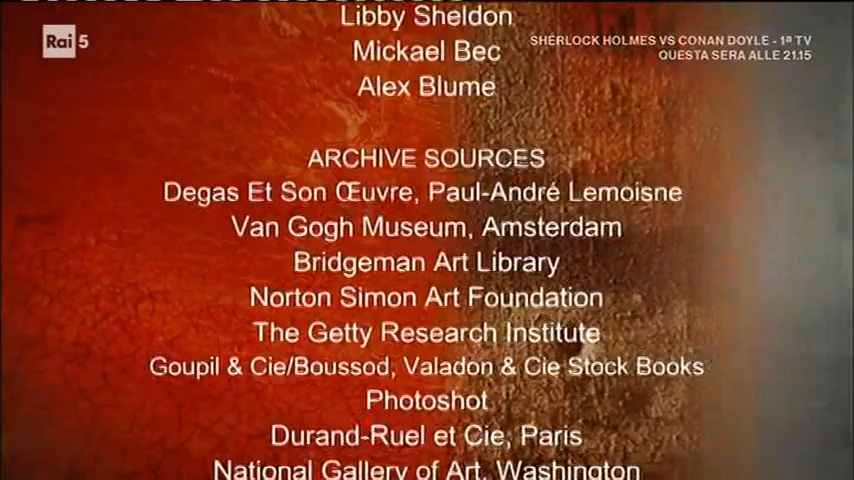 Libby Sheldon
Rai 5
SHERLOCK HOLMES VS CONAN DOYLE - 1ª TV
QUESTA SERA ALLE 21.15
Mickael Bec
Alex Blume
ARCHIVE SOURCES
Degas Et Son Œuvre, Paul-André Lemoisne
Van Gogh Museum, Amsterdam
Bridgeman Art Library
Norton Simon Art Foundation
The Getty Research Institute
Goupil & Cie/Boussod, Valadon & Cie Stock Books
Photoshot
Durand-Ruel et Cie, Paris
National Gallery of Art, Washington